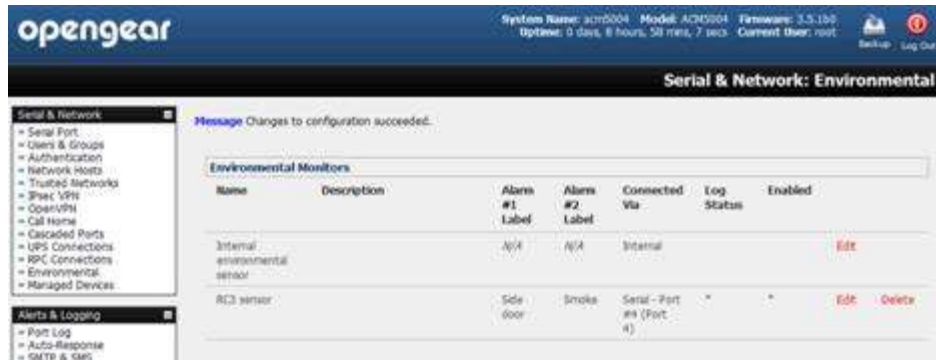 opengear
System Name: acm5004 Model: ACM5004 Firmware: 3.5.1b0
Uptime: 0 days, 8 hours, 58 mins, 7 secs Current User: root
Backup Log Out
Serial & Network: Environmental
Serial & Network
Serial Port
Users & Groups
Authentication
Network Hosts
Trusted Networks
IPsec VPN
OpenVPN
Call Home
Cascaded Ports
UPS Connections
RPC Connections
Environmental
Managed Devices
Alerts & Logging
Port Log
Auto-Response
SMTP & SMS
Message Changes to configuration succeeded.
Environmental Monitors
Name Description Alarm #1 Label Alarm #2 Label Connected Via Log Status Enabled
Internal environmental sensor N/A N/A Internal Edit
RC3 sensor Side door Smoke Serial - Port #4 (Port 4) * * Edit Delete